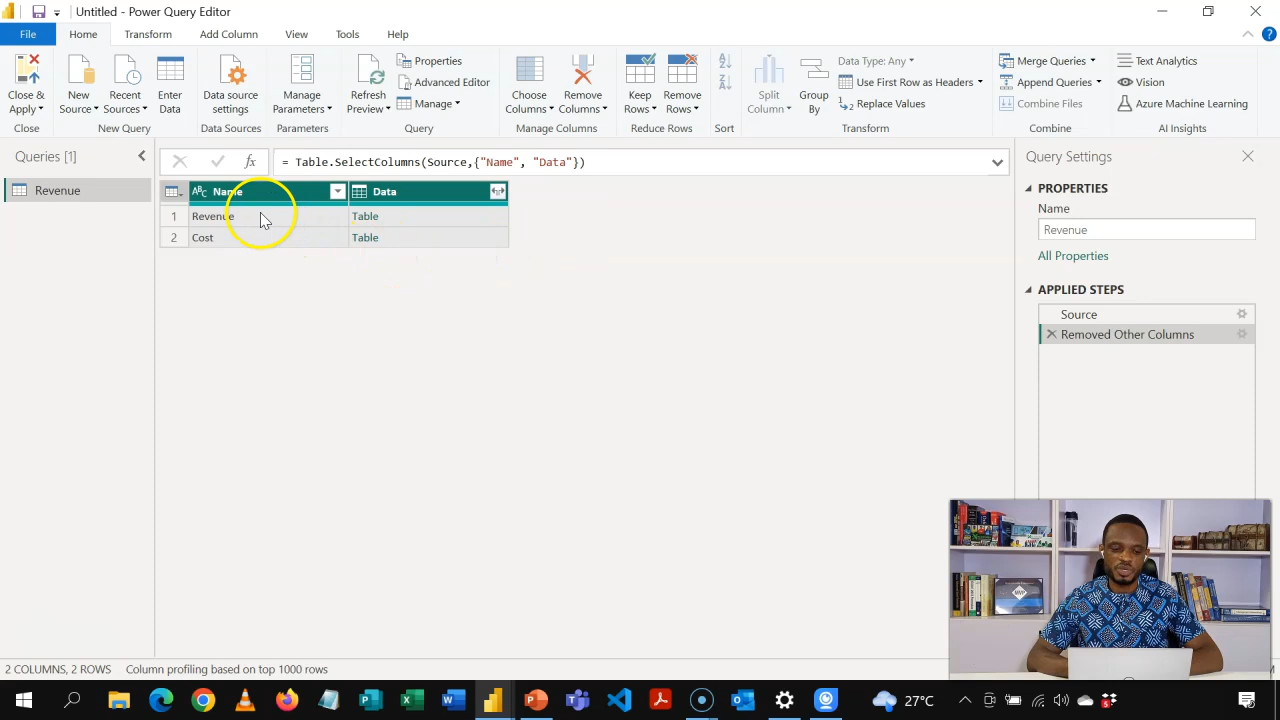 Untitled - Power Query Editor
File
Home
Transform
Add Column
View
Tools
Help
Close &
Apply
Close
New
Source
Recent
Sources
Enter
Data
New Query
Data source
settings
Data Sources
Manage
Parameters
Parameters
Refresh
Preview
Properties
Advanced Editor
Manage
Query
Choose
Columns
Remove
Columns
Manage Columns
Keep
Rows
Remove
Rows
Reduce Rows
Sort
Split
Column
Group
By
Data Type: Any
Use First Row as Headers
Replace Values
Transform
Merge Queries
Append Queries
Combine Files
Combine
Text Analytics
Vision
Azure Machine Learning
AI Insights
Queries [1]
Revenue
fx
= Table.SelectColumns(Source,{"Name", "Data"})
Name
Data
1 Revenue Table
2 Cost Table
Query Settings
PROPERTIES
Name
Revenue
All Properties
APPLIED STEPS
Source
Removed Other Columns
2 COLUMNS, 2 ROWS
Column profiling based on top 1000 rows
27°C